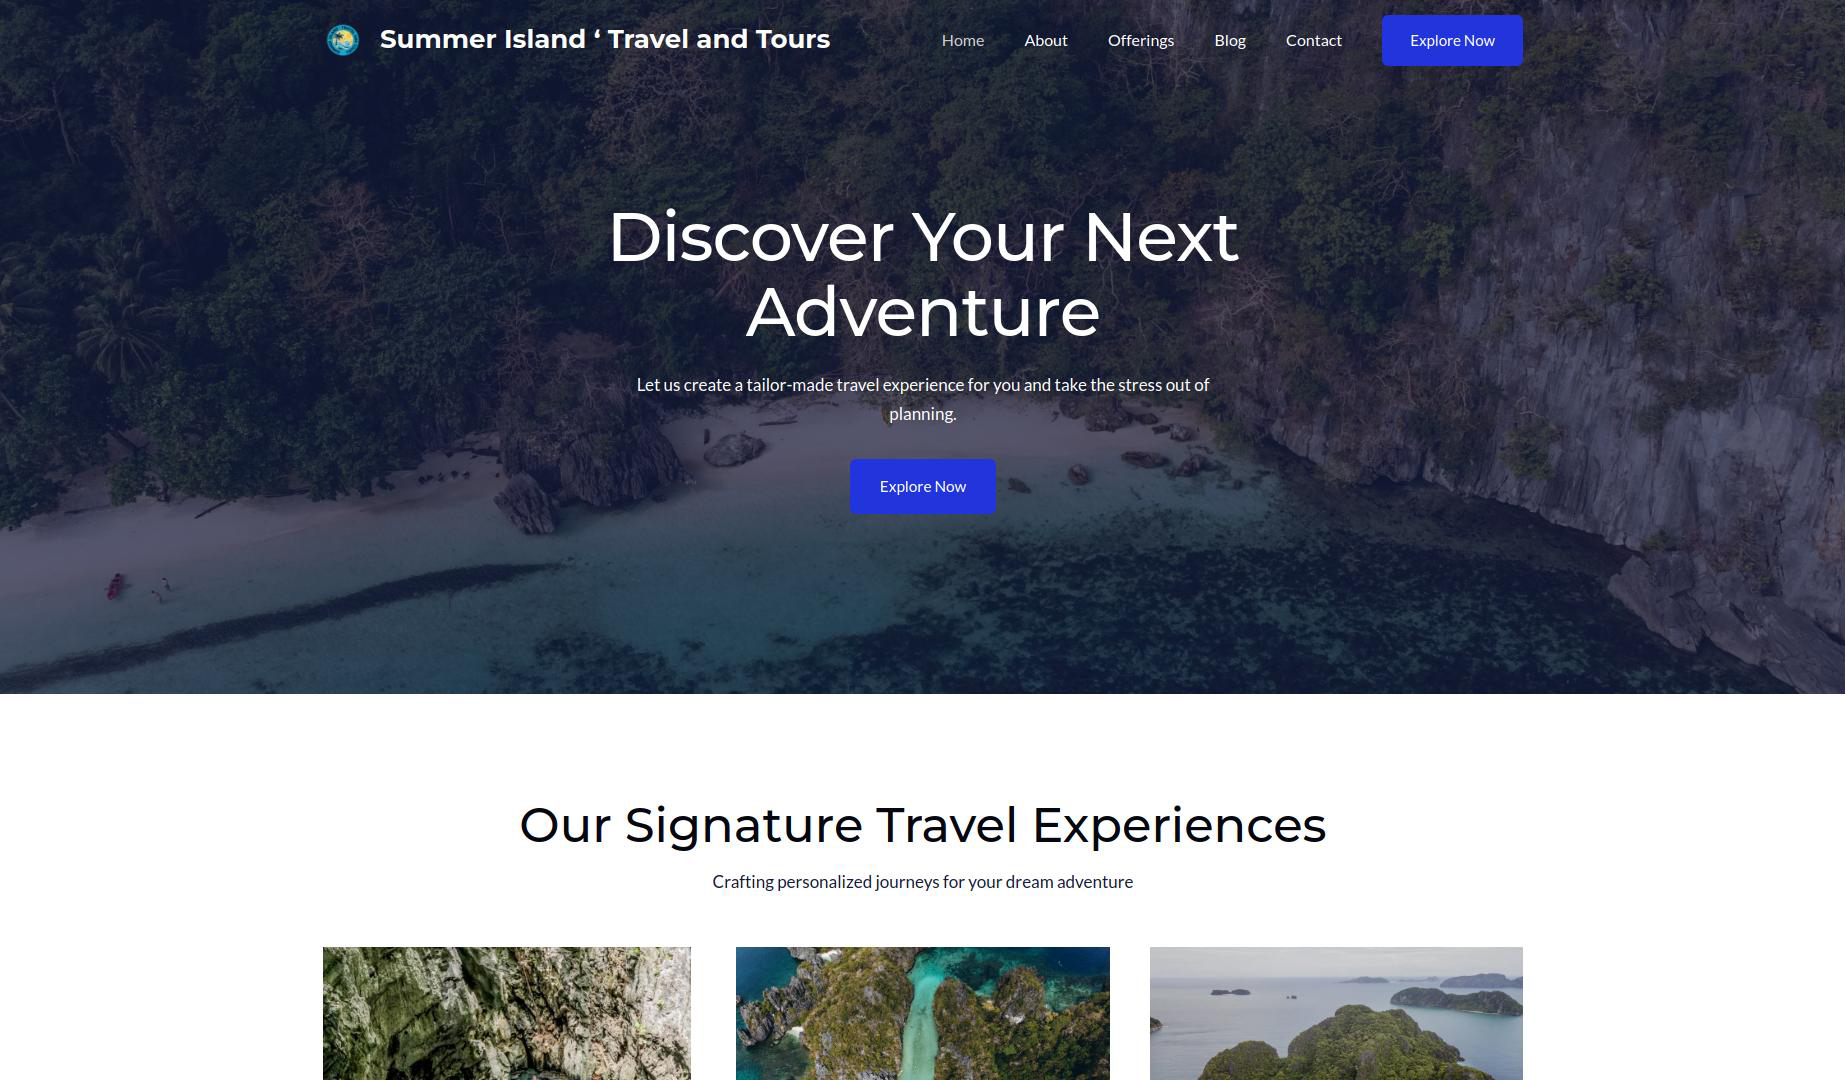 Summer Island ‘ Travel and Tours
Home
About
Offerings
Blog
Contact
Explore Now
Discover Your Next
Adventure
Let us create a tailor-made travel experience for you and take the stress out of
planning.
Explore Now
Our Signature Travel Experiences
Crafting personalized journeys for your dream adventure